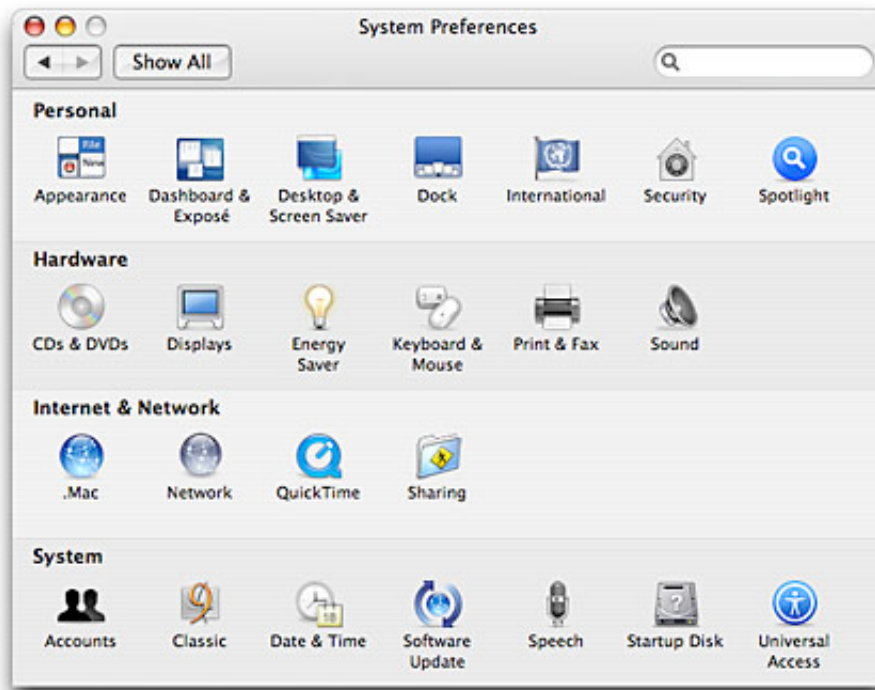 System Preferences
Show All
Personal
Appearance
Dashboard &
Exposé
Desktop &
Screen Saver
Dock
International
Security
Spotlight
Hardware
CDs & DVDs
Displays
Energy
Saver
Keyboard &
Mouse
Print & Fax
Sound
Internet & Network
.Mac
Network
QuickTime
Sharing
System
Accounts
Classic
Date & Time
Software
Update
Speech
Startup Disk
Universal
Access